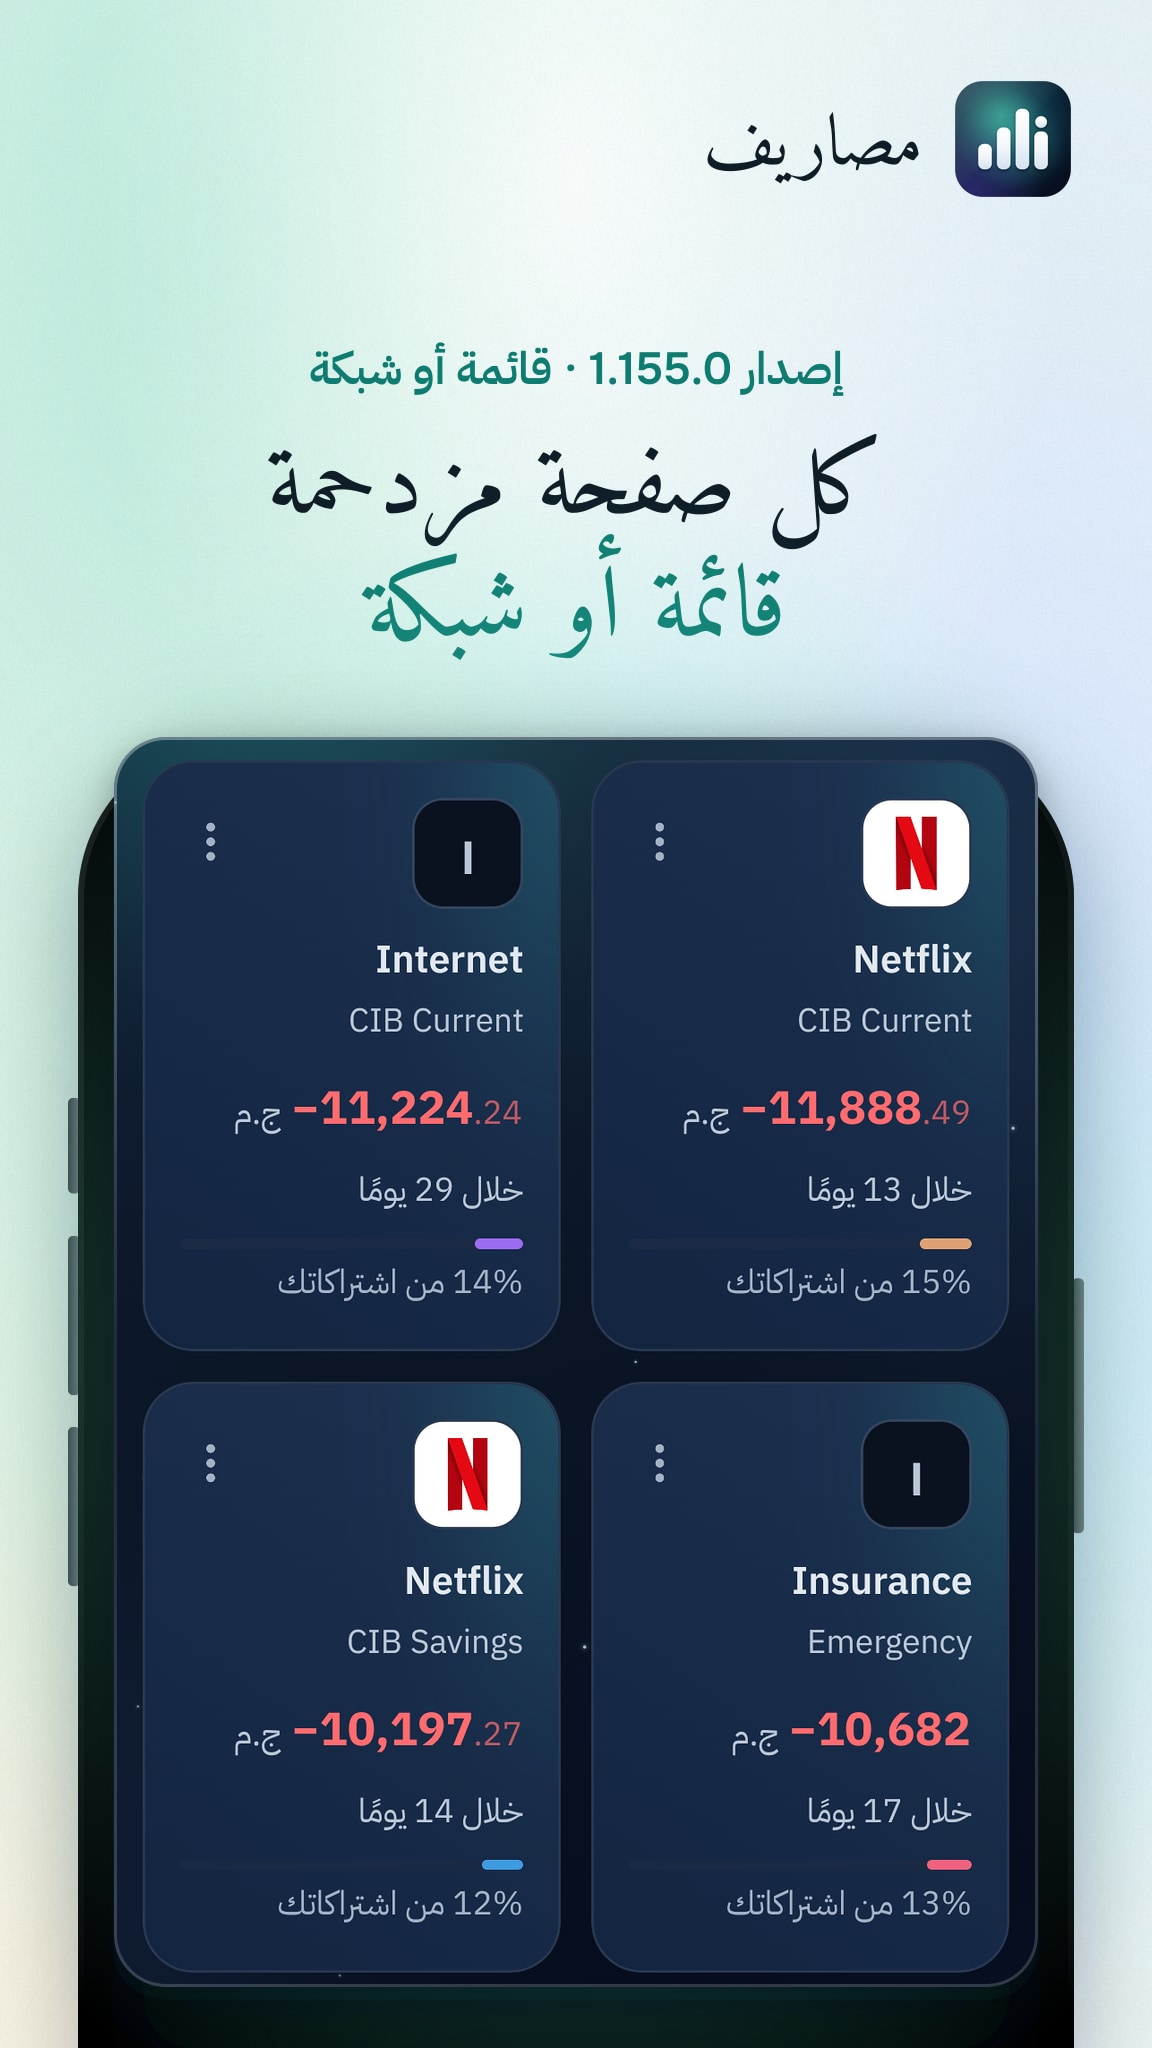 مصاريف
إصدار 1.155.0 · قائمة أو شبكة
كل صفحة مزدحمة
قائمة أو شبكة
Netflix
CIB Current
−11,888.49 ج.م
خلال 13 يومًا
15% من اشتراكاتك
I
Internet
CIB Current
−11,224.24 ج.م
خلال 29 يومًا
14% من اشتراكاتك
I
Insurance
Emergency
−10,682 ج.م
خلال 17 يومًا
13% من اشتراكاتك
Netflix
CIB Savings
−10,197.27 ج.م
خلال 14 يومًا
12% من اشتراكاتك